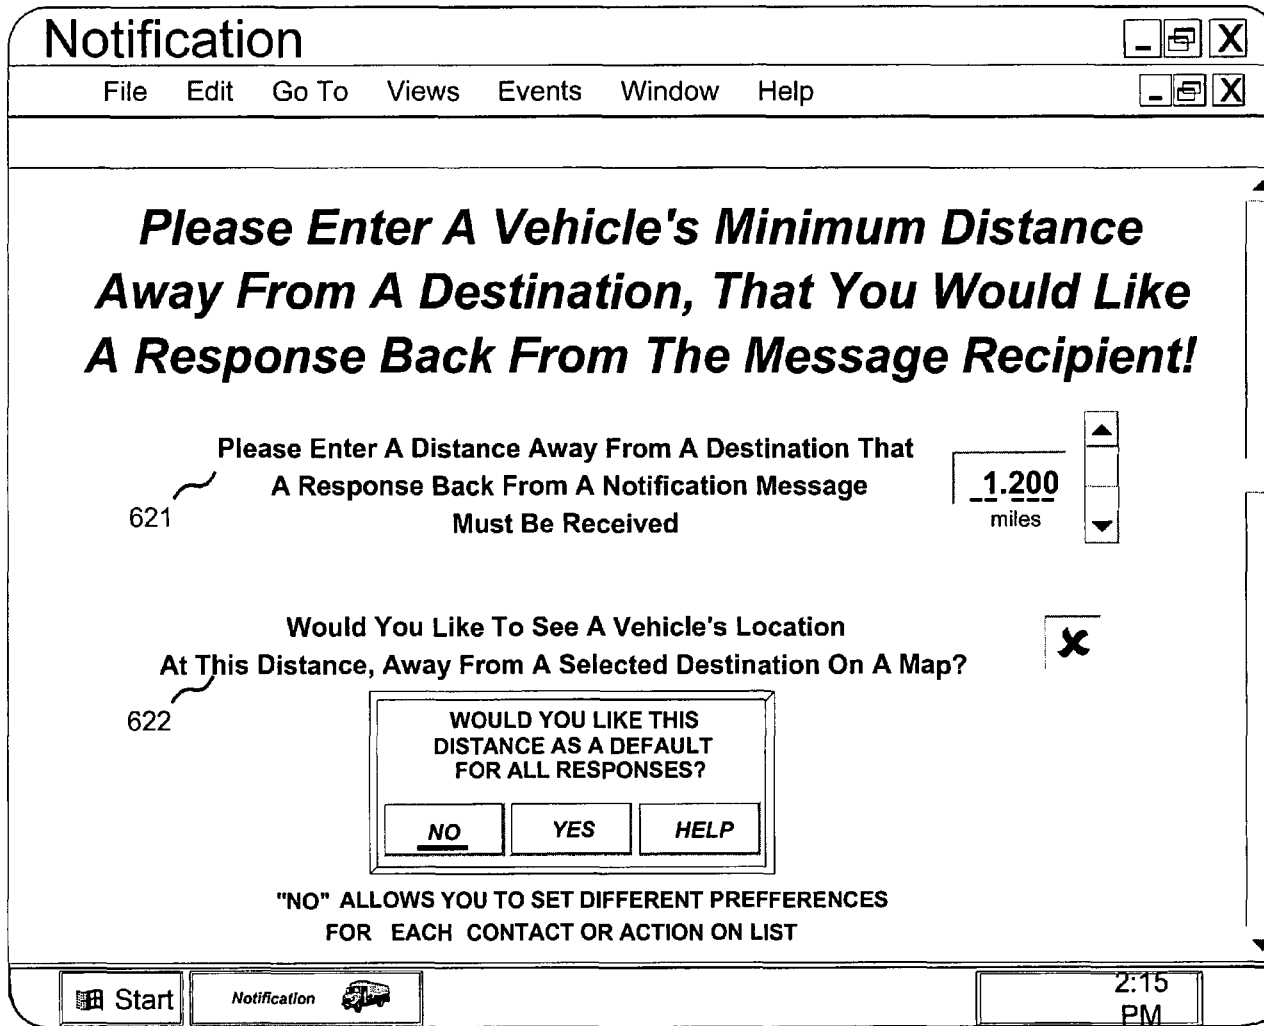 Notification
File Edit Go To Views Events Window Help
Please Enter A Vehicle's Minimum Distance
Away From A Destination, That You Would Like
A Response Back From The Message Recipient!
Please Enter A Distance Away From A Destination That
A Response Back From A Notification Message
Must Be Received
621
1.200
miles
Would You Like To See A Vehicle's Location
At This Distance, Away From A Selected Destination On A Map?
622
WOULD YOU LIKE THIS
DISTANCE AS A DEFAULT
FOR ALL RESPONSES?
NO YES HELP
"NO" ALLOWS YOU TO SET DIFFERENT PREFFERENCES
FOR EACH CONTACT OR ACTION ON LIST
Start
Notification
2:15
PM